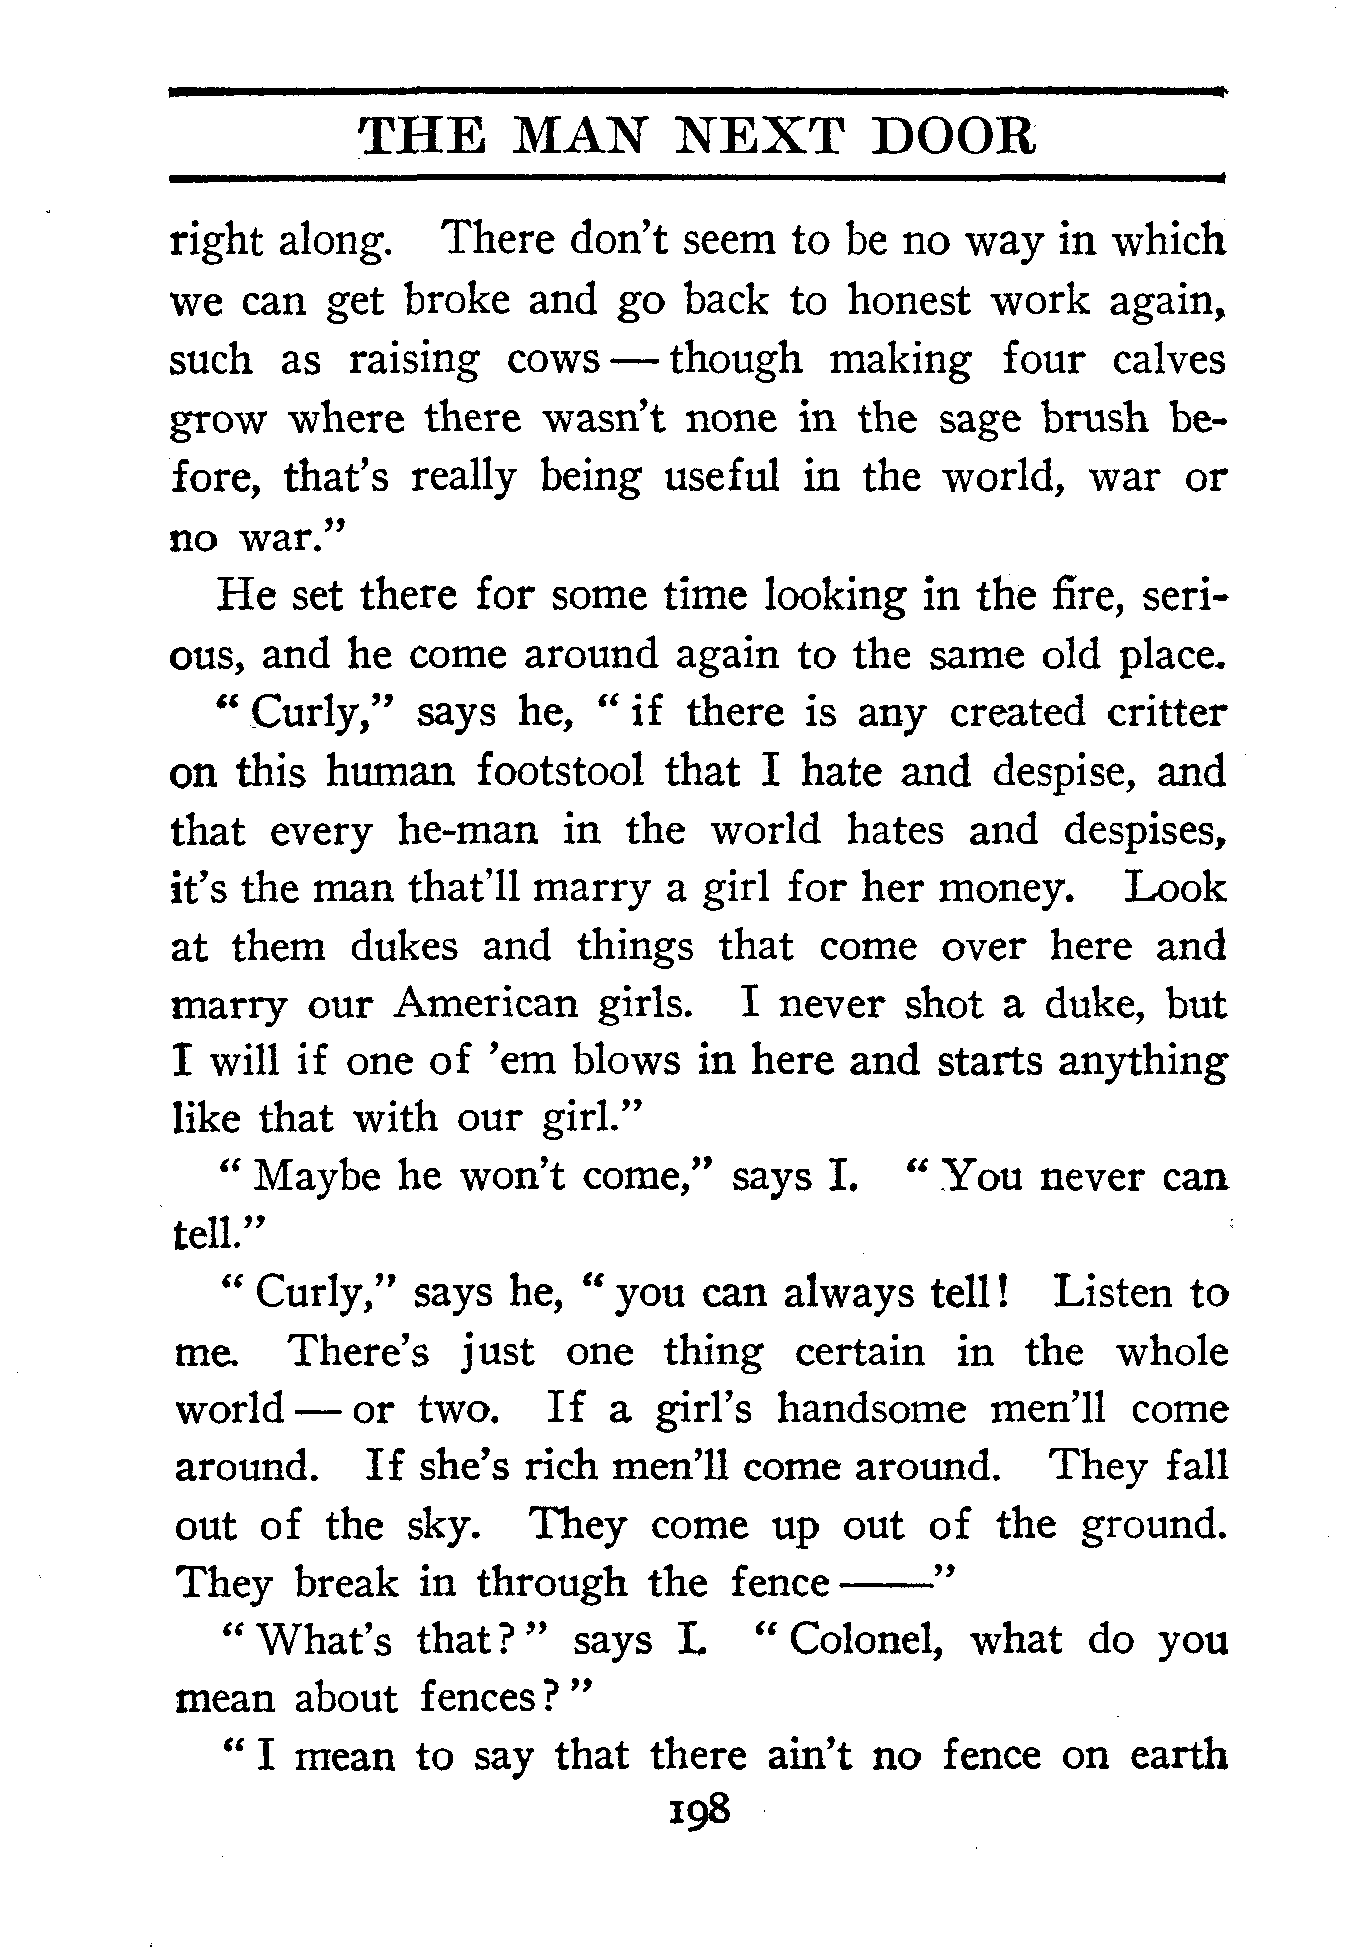 THE MAN NEXT DOOR
right along. There don't seem to be no way in which
we can get broke and go back to honest work again,
such as raising cows — though making four calves
grow where there wasn't none in the sage brush be-
fore, that's really being useful in the world, war or
no war."
He set there for some time looking in the fire, seri-
ous, and he come around again to the same old place.
" Curly," says he, " if there is any created critter
on this human footstool that I hate and despise, and
that every he-man in the world hates and despises,
it's the man that'll marry a girl for her money. Look
at them dukes and things that come over here and
marry our American girls. I never shot a duke, but
I will if one of 'em blows in here and starts anything
like that with our girl."
" Maybe he won't come," says I. " You never can
tell."
" Curly," says he, " you can always tell! Listen to
me. There's just one thing certain in the whole
world — or two. If a girl's handsome men'll come
around. If she's rich men'll come around. They fall
out of the sky. They come up out of the ground.
They break in through the fence ——"
" What's that? " says I. " Colonel, what do you
mean about fences? "
" I mean to say that there ain't no fence on earth
198